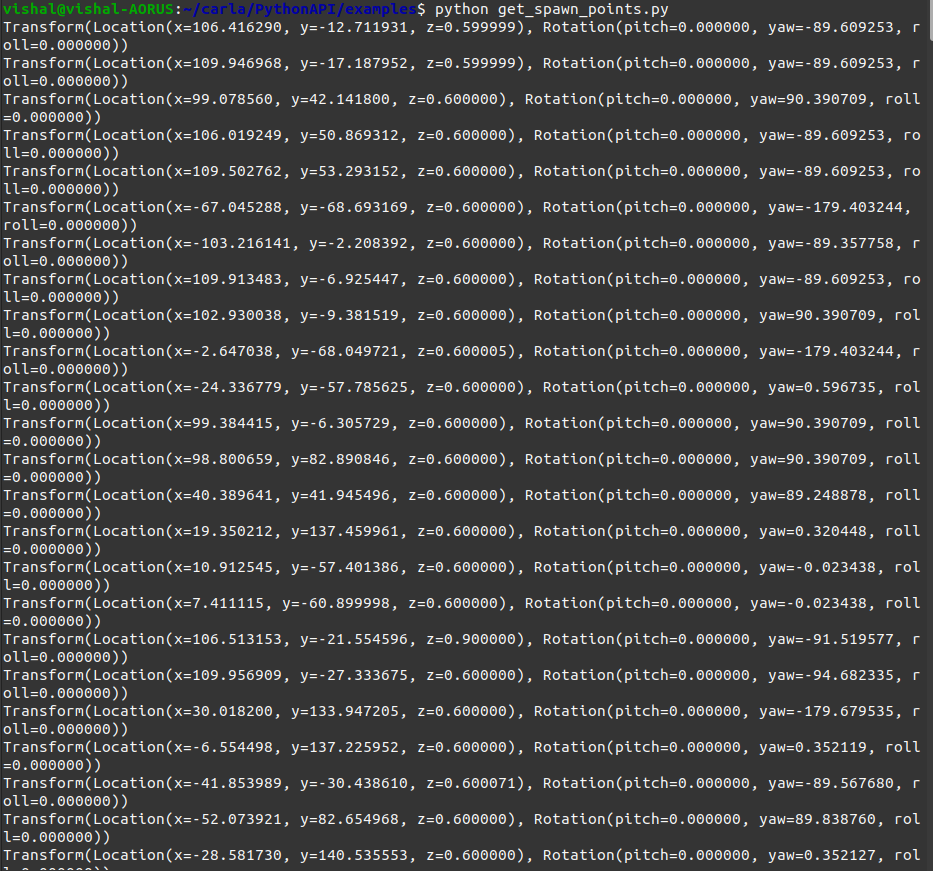 vishal@vishal-AORUS:~/carla/PythonAPI/examples$ python get_spawn_points.py
Transform(Location(x=106.416290, y=-12.711931, z=0.599999), Rotation(pitch=0.000000, yaw=-89.609253, r
oll=0.000000))
Transform(Location(x=109.946968, y=-17.187952, z=0.599999), Rotation(pitch=0.000000, yaw=-89.609253, r
oll=0.000000))
Transform(Location(x=99.078560, y=42.141800, z=0.600000), Rotation(pitch=0.000000, yaw=90.390709, roll
=0.000000))
Transform(Location(x=106.019249, y=50.869312, z=0.600000), Rotation(pitch=0.000000, yaw=-89.609253, ro
ll=0.000000))
Transform(Location(x=109.502762, y=53.293152, z=0.600000), Rotation(pitch=0.000000, yaw=-89.609253, ro
ll=0.000000))
Transform(Location(x=-67.045288, y=-68.693169, z=0.600000), Rotation(pitch=0.000000, yaw=-179.403244,
roll=0.000000))
Transform(Location(x=-103.216141, y=-2.208392, z=0.600000), Rotation(pitch=0.000000, yaw=-89.357758, r
oll=0.000000))
Transform(Location(x=109.913483, y=-6.925447, z=0.600000), Rotation(pitch=0.000000, yaw=-89.609253, ro
ll=0.000000))
Transform(Location(x=102.930038, y=-9.381519, z=0.600000), Rotation(pitch=0.000000, yaw=90.390709, rol
l=0.000000))
Transform(Location(x=-2.647038, y=-68.049721, z=0.600005), Rotation(pitch=0.000000, yaw=-179.403244, r
oll=0.000000))
Transform(Location(x=-24.336779, y=-57.785625, z=0.600000), Rotation(pitch=0.000000, yaw=0.596735, rol
l=0.000000))
Transform(Location(x=99.384415, y=-6.305729, z=0.600000), Rotation(pitch=0.000000, yaw=90.390709, roll
=0.000000))
Transform(Location(x=98.800659, y=82.890846, z=0.600000), Rotation(pitch=0.000000, yaw=90.390709, roll
=0.000000))
Transform(Location(x=40.389641, y=41.945496, z=0.600000), Rotation(pitch=0.000000, yaw=89.248878, roll
=0.000000))
Transform(Location(x=19.350212, y=137.459961, z=0.600000), Rotation(pitch=0.000000, yaw=0.320448, roll
=0.000000))
Transform(Location(x=10.912545, y=-57.401386, z=0.600000), Rotation(pitch=0.000000, yaw=-0.023438, rol
l=0.000000))
Transform(Location(x=7.411115, y=-60.899998, z=0.600000), Rotation(pitch=0.000000, yaw=-0.023438, roll
=0.000000))
Transform(Location(x=106.513153, y=-21.554596, z=0.900000), Rotation(pitch=0.000000, yaw=-91.519577, r
oll=0.000000))
Transform(Location(x=109.956909, y=-27.333675, z=0.600000), Rotation(pitch=0.000000, yaw=-94.682335, r
oll=0.000000))
Transform(Location(x=30.018200, y=133.947205, z=0.600000), Rotation(pitch=0.000000, yaw=-179.679535, r
oll=0.000000))
Transform(Location(x=-6.554498, y=137.225952, z=0.600000), Rotation(pitch=0.000000, yaw=0.352119, roll
=0.000000))
Transform(Location(x=-41.853989, y=-30.438610, z=0.600071), Rotation(pitch=0.000000, yaw=-89.567680, r
oll=0.000000))
Transform(Location(x=-52.073921, y=82.654968, z=0.600000), Rotation(pitch=0.000000, yaw=89.838760, rol
l=0.000000))
Transform(Location(x=-28.581730, y=140.535553, z=0.600000), Rotation(pitch=0.000000, yaw=0.352127, rol